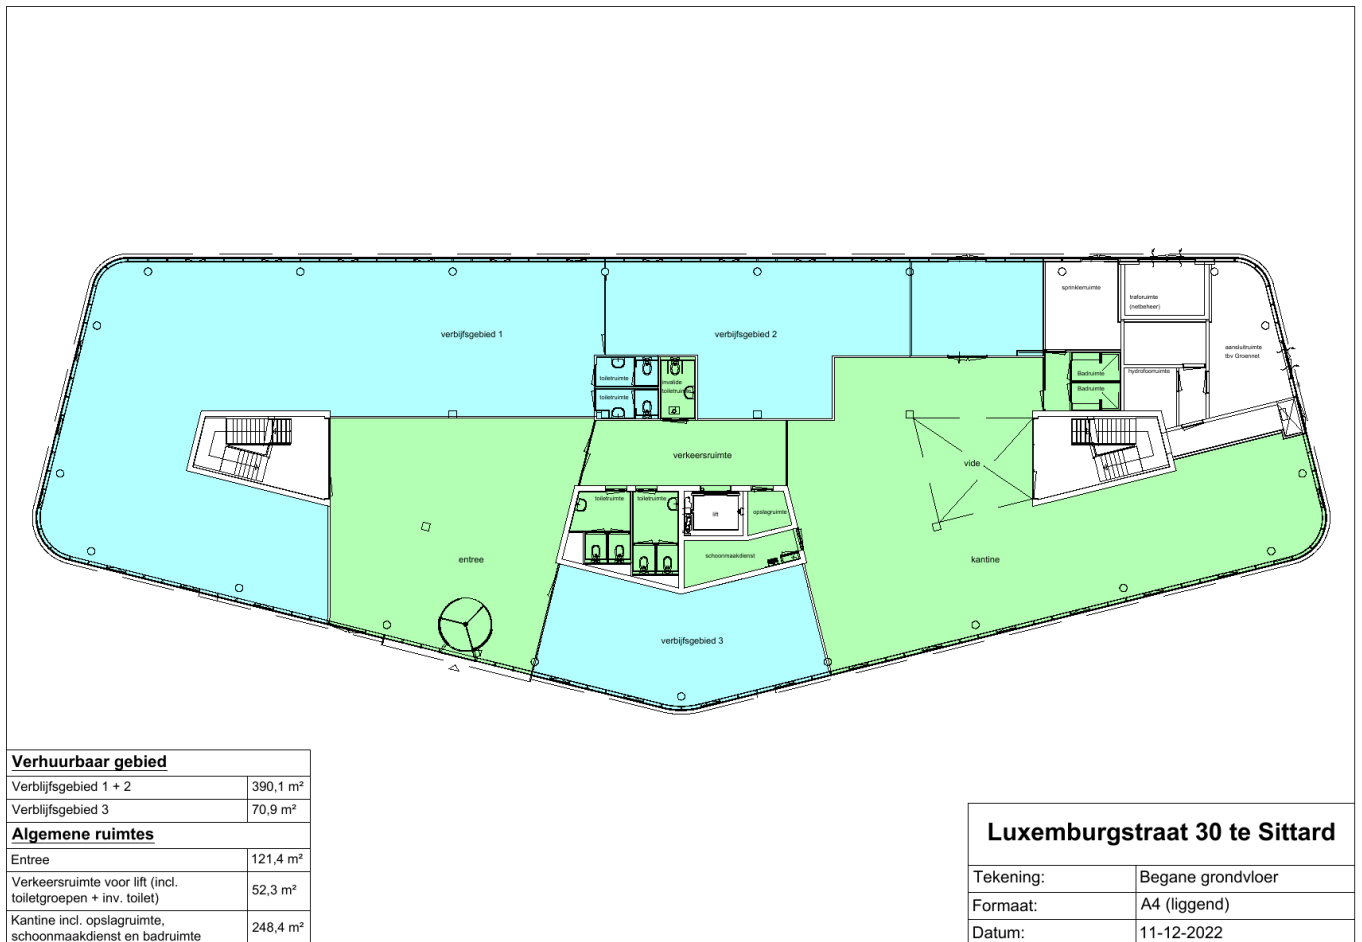 sprinklerruimte
traforuimte
(netbeheer)
verbijfsgebied 1
verbijfsgebied 2
aansluitruimte
tbv Groennet
hydrofoorruimte
Badruimte
Badruimte
toiletruimte
invalide
toiletruimte
toiletruimte
verkeersruimte
vide
toiletruimte
toiletruimte
lift
opslagruimte
schoonmaakdienst
entree
kantine
verbijfsgebied 3
Verhuurbaar gebied
Verblijfsgebied 1 + 2 390,1 m²
Verblijfsgebied 3 70,9 m²
Algemene ruimtes
Entree 121,4 m²
Verkeersruimte voor lift (incl.
toiletgroepen + inv. toilet) 52,3 m²
Kantine incl. opslagruimte,
schoonmaakdienst en badruimte 248,4 m²
Luxemburgstraat 30 te Sittard
Tekening: Begane grondvloer
Formaat: A4 (liggend)
Datum: 11-12-2022